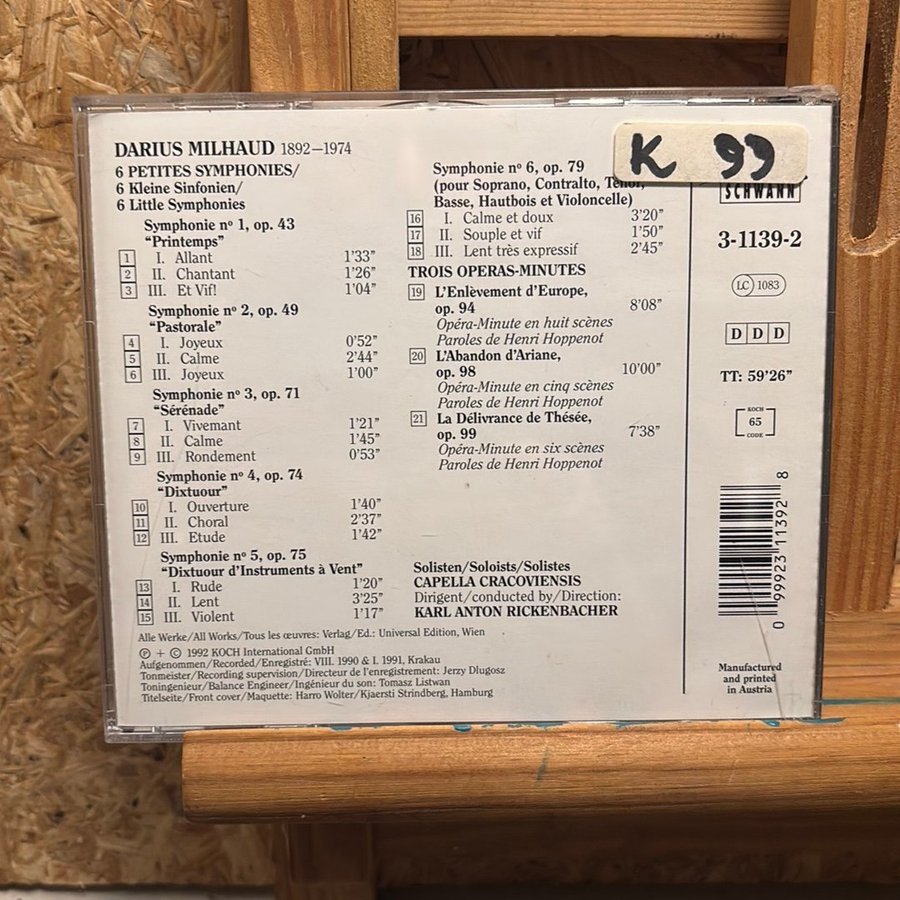 DARIUS MILHAUD 1892–1974
6 PETITES SYMPHONIES/
6 Kleine Sinfonien/
6 Little Symphonies
Symphonie nº 1, op. 43
“Printemps”
1 I. Allant 1’33”
2 II. Chantant 1’26”
3 III. Et Vif! 1’04”
Symphonie nº 2, op. 49
“Pastorale”
4 I. Joyeux 0’52”
5 II. Calme 2’44”
6 III. Joyeux 1’00”
Symphonie nº 3, op. 71
“Sérénade”
7 I. Vivemant 1’21”
8 II. Calme 1’45”
9 III. Rondement 0’53”
Symphonie nº 4, op. 74
“Dixtuour”
10 I. Ouverture 1’40”
11 II. Choral 2’37”
12 III. Etude 1’42”
Symphonie nº 5, op. 75
“Dixtuour d’Instruments à Vent”
13 I. Rude 1’20”
14 II. Lent 3’25”
15 III. Violent 1’17”
Alle Werke/All Works/Tous les œuvres: Verlag/Ed.: Universal Edition, Wien
℗ + © 1992 KOCH International GmbH
Aufgenommen/Recorded/Enregistré: VIII. 1990 & I. 1991, Krakau
Tonmeister/Recording supervision/Directeur de l’enregistrement: Jerzy Dlugosz
Toningenieur/Balance Engineer/Ingénieur du son: Tomasz Listwan
Titelseite/Front cover/Maquette: Harro Wolter/Kjaersti Strindberg, Hamburg
Symphonie nº 6, op. 79
(pour Soprano, Contralto, Tenor,
Basse, Hautbois et Violoncelle)
16 I. Calme et doux 3’20”
17 II. Souple et vif 1’50”
18 III. Lent très expressif 2’45”
TROIS OPERAS-MINUTES
19 L’Enlèvement d’Europe,
op. 94 8’08”
Opéra-Minute en huit scènes
Paroles de Henri Hoppenot
20 L’Abandon d’Ariane,
op. 98 10’00”
Opéra-Minute en cinq scènes
Paroles de Henri Hoppenot
21 La Délivrance de Thésée,
op. 99 7’38”
Opéra-Minute en six scènes
Paroles de Henri Hoppenot
Solisten/Soloists/Solistes
CAPELLA CRACOVIENSIS
Dirigent/conducted by/Direction:
KARL ANTON RICKENBACHER
K 99
SCHWANN
3-1139-2
LC 1083
D D D
TT: 59’26”
KOCH
65
CODE
0 99923 11392 8
Manufactured
and printed
in Austria